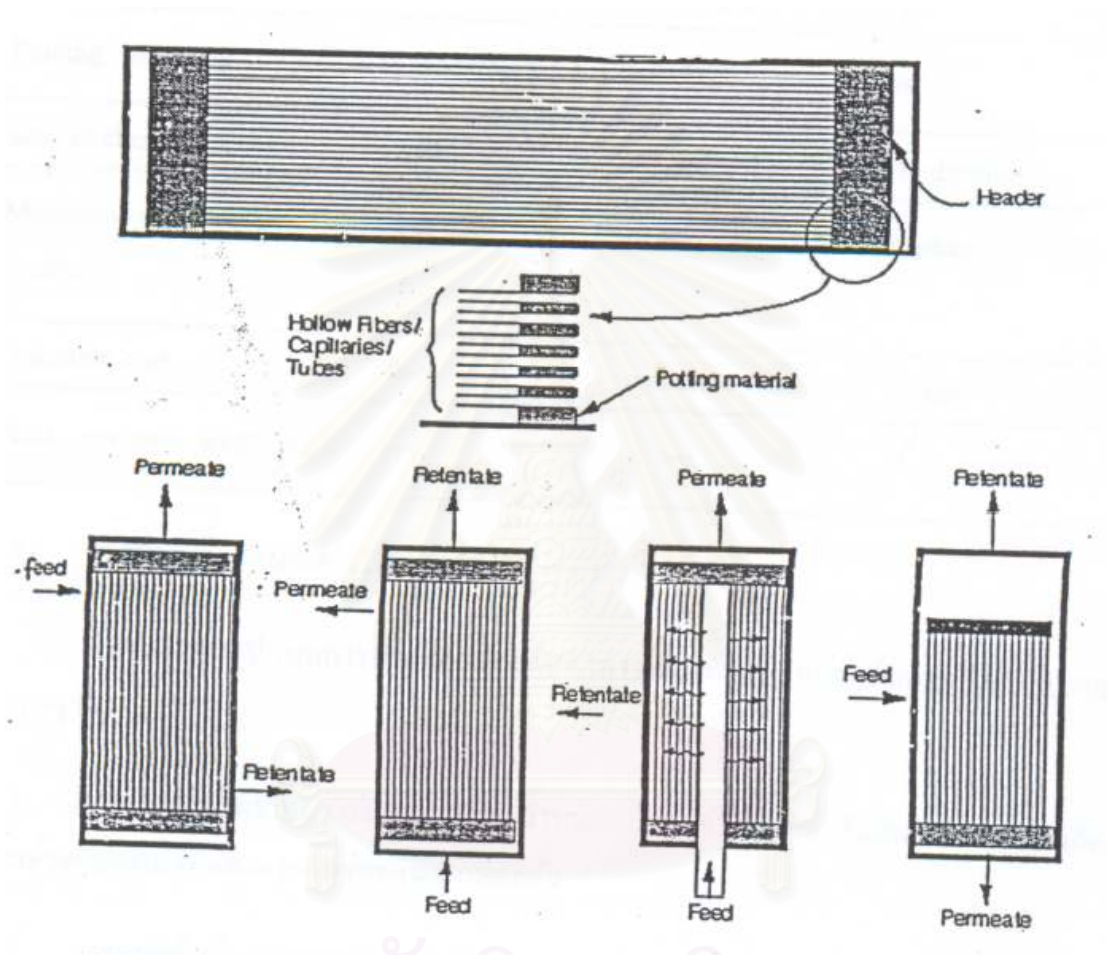 Header
Hollow Fibers/
Capillaries/
Tubes
Potting material
Permeate
Retentate
Permeate
Retentate
feed
Permeate
Retentate
Feed
Retentate
Feed
Feed
Permeate